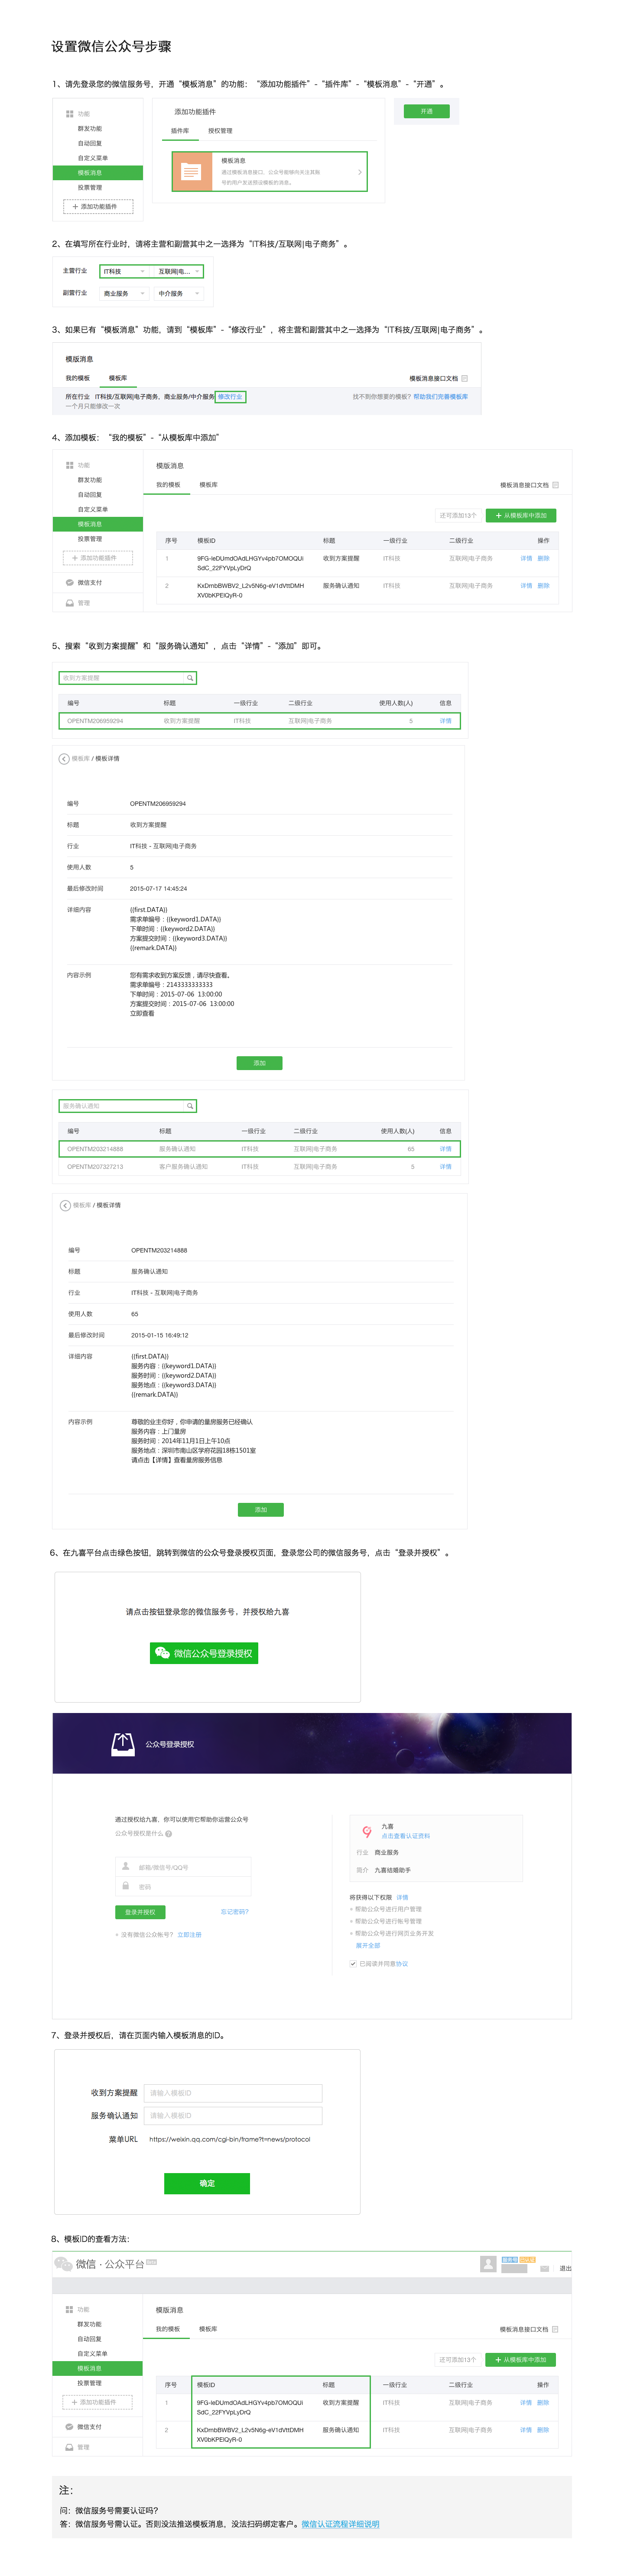 设置微信公众号步骤
1、请先登录您的微信服务号，开通“模板消息”的功能：“添加功能插件”-“插件库”-“模板消息”-“开通”。
功能
群发功能
自动回复
自定义菜单
模板消息
投票管理
+ 添加功能插件
添加功能插件
插件库 授权管理
模板消息
通过模板消息接口，公众号能够向关注其账
号的用户发送预设模板的消息。
开通
2、在填写所在行业时，请将主营和副营其中之一选择为“IT科技/互联网|电子商务”。
主营行业 IT科技 互联网|电...
副营行业 商业服务 中介服务
3、如果已有“模板消息”功能，请到“模板库”-“修改行业”，将主营和副营其中之一选择为“IT科技/互联网|电子商务”。
模版消息
我的模板 模板库 模板消息接口文档
所在行业 IT科技/互联网|电子商务，商业服务/中介服务 修改行业 找不到你想要的模板？帮助我们完善模板库
一个月只能修改一次
4、添加模板：“我的模板”-“从模板库中添加”
功能
群发功能
自动回复
自定义菜单
模板消息
投票管理
+ 添加功能插件
微信支付
管理
模版消息
我的模板 模板库 模板消息接口文档
还可添加13个 + 从模板库中添加
序号 模板ID 标题 一级行业 二级行业 操作
1 9FG-leDUmdOAdLHGYv4pb7OMOQUi 收到方案提醒 IT科技 互联网|电子商务 详情 删除
SdC_22FYVpLyDrQ
2 KxDmbBWBV2_L2v5N6g-eV1dVttDMH 服务确认通知 IT科技 互联网|电子商务 详情 删除
XV0bKPEIQyR-0
5、搜索“收到方案提醒”和“服务确认通知”，点击“详情”-“添加”即可。
收到方案提醒
编号 标题 一级行业 二级行业 使用人数(人) 信息
OPENTM206959294 收到方案提醒 IT科技 互联网|电子商务 5 详情
模板库 / 模板详情
编号 OPENTM206959294
标题 收到方案提醒
行业 IT科技 - 互联网|电子商务
使用人数 5
最后修改时间 2015-07-17 14:45:24
详细内容 {{first.DATA}}
需求单编号：{{keyword1.DATA}}
下单时间：{{keyword2.DATA}}
方案提交时间：{{keyword3.DATA}}
{{remark.DATA}}
内容示例 您有需求收到方案反馈，请尽快查看。
需求单编号：2143333333333
下单时间：2015-07-06 13:00:00
方案提交时间：2015-07-06 13:00:00
立即查看
添加
服务确认通知
编号 标题 一级行业 二级行业 使用人数(人) 信息
OPENTM203214888 服务确认通知 IT科技 互联网|电子商务 65 详情
OPENTM207327213 客户服务确认通知 IT科技 互联网|电子商务 5 详情
模板库 / 模板详情
编号 OPENTM203214888
标题 服务确认通知
行业 IT科技 - 互联网|电子商务
使用人数 65
最后修改时间 2015-01-15 16:49:12
详细内容 {{first.DATA}}
服务内容：{{keyword1.DATA}}
服务时间：{{keyword2.DATA}}
服务地点：{{keyword3.DATA}}
{{remark.DATA}}
内容示例 尊敬的业主你好，你申请的量房服务已经确认
服务内容：上门量房
服务时间：2014年11月1日上午10点
服务地点：深圳市南山区学府花园18栋1501室
请点击【详情】查看量房服务信息
添加
6、在九喜平台点击绿色按钮，跳转到微信的公众号登录授权页面，登录您公司的微信服务号，点击“登录并授权”。
请点击按钮登录您的微信服务号，并授权给九喜
微信公众号登录授权
公众号登录授权
通过授权给九喜，你可以使用它帮助你运营公众号
公众号授权是什么
邮箱/微信号/QQ号
密码
登录并授权 忘记密码？
没有微信公众帐号？ 立即注册
九喜
点击查看认证资料
行业 商业服务
简介 九喜结婚助手
将获得以下权限 详情
帮助公众号进行用户管理
帮助公众号进行帐号管理
帮助公众号进行网页业务开发
展开全部
已阅读并同意协议
7、登录并授权后，请在页面内输入模板消息的ID。
收到方案提醒 请输入模板ID
服务确认通知 请输入模板ID
菜单URL https://weixin.qq.com/cgi-bin/frame?t=news/protocol
确定
8、模板ID的查看方法：
微信·公众平台
退出
功能
群发功能
自动回复
自定义菜单
模板消息
投票管理
+ 添加功能插件
微信支付
管理
模版消息
我的模板 模板库 模板消息接口文档
还可添加13个 + 从模板库中添加
序号 模板ID 标题 一级行业 二级行业 操作
1 9FG-leDUmdOAdLHGYv4pb7OMOQUi 收到方案提醒 IT科技 互联网|电子商务 详情 删除
SdC_22FYVpLyDrQ
2 KxDmbBWBV2_L2v5N6g-eV1dVttDMH 服务确认通知 IT科技 互联网|电子商务 详情 删除
XV0bKPEIQyR-0
注：
问：微信服务号需要认证吗？
答：微信服务号需认证。否则没法推送模板消息，没法扫码绑定客户。微信认证流程详细说明